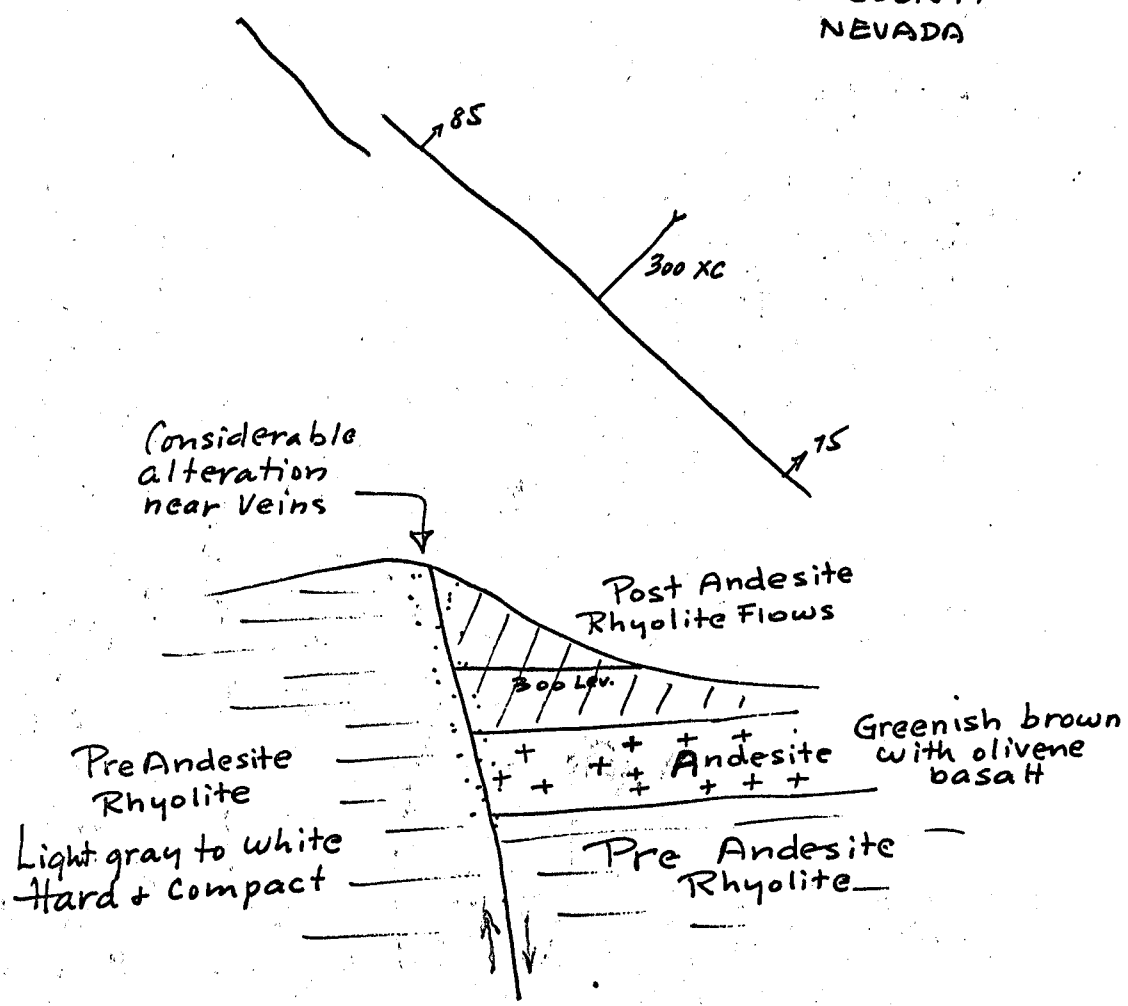 NEVADA
85
300 XC
75
Considerable
alteration
near Veins
Post Andesite
Rhyolite Flows
300 Lev.
Andesite
Greenish brown
with olivene
basalt
Pre Andesite
Rhyolite
Light gray to white
Hard & Compact
Pre Andesite
Rhyolite